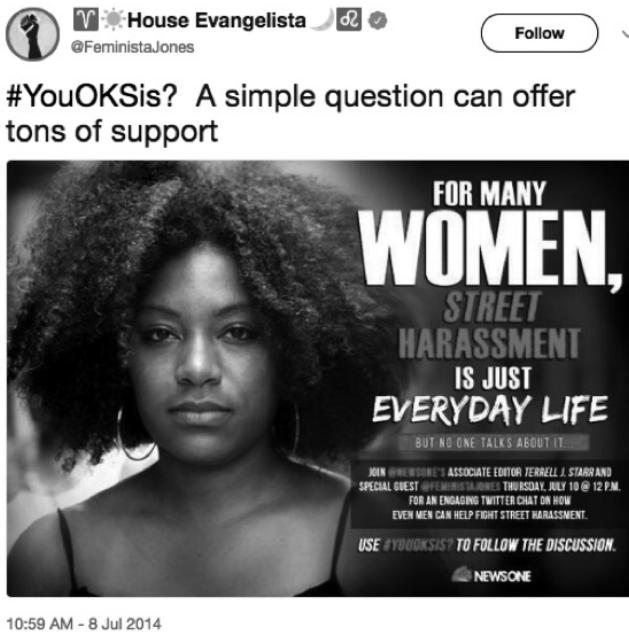 ♈☀House Evangelista🌙♌
@FeministaJones
Follow
#YouOKSis? A simple question can offer
tons of support
FOR MANY
WOMEN,
STREET
HARASSMENT
IS JUST
EVERYDAY LIFE
BUT NO ONE TALKS ABOUT IT...
JOIN @NEWSONE'S ASSOCIATE EDITOR TERRELL J. STARR AND
SPECIAL GUEST @FEMINISTAJONES THURSDAY, JULY 10 @ 12 P.M.
FOR AN ENGAGING TWITTER CHAT ON HOW
EVEN MEN CAN HELP FIGHT STREET HARASSMENT.
USE #YOUOKSIS? TO FOLLOW THE DISCUSSION.
NEWSONE
10:59 AM - 8 Jul 2014